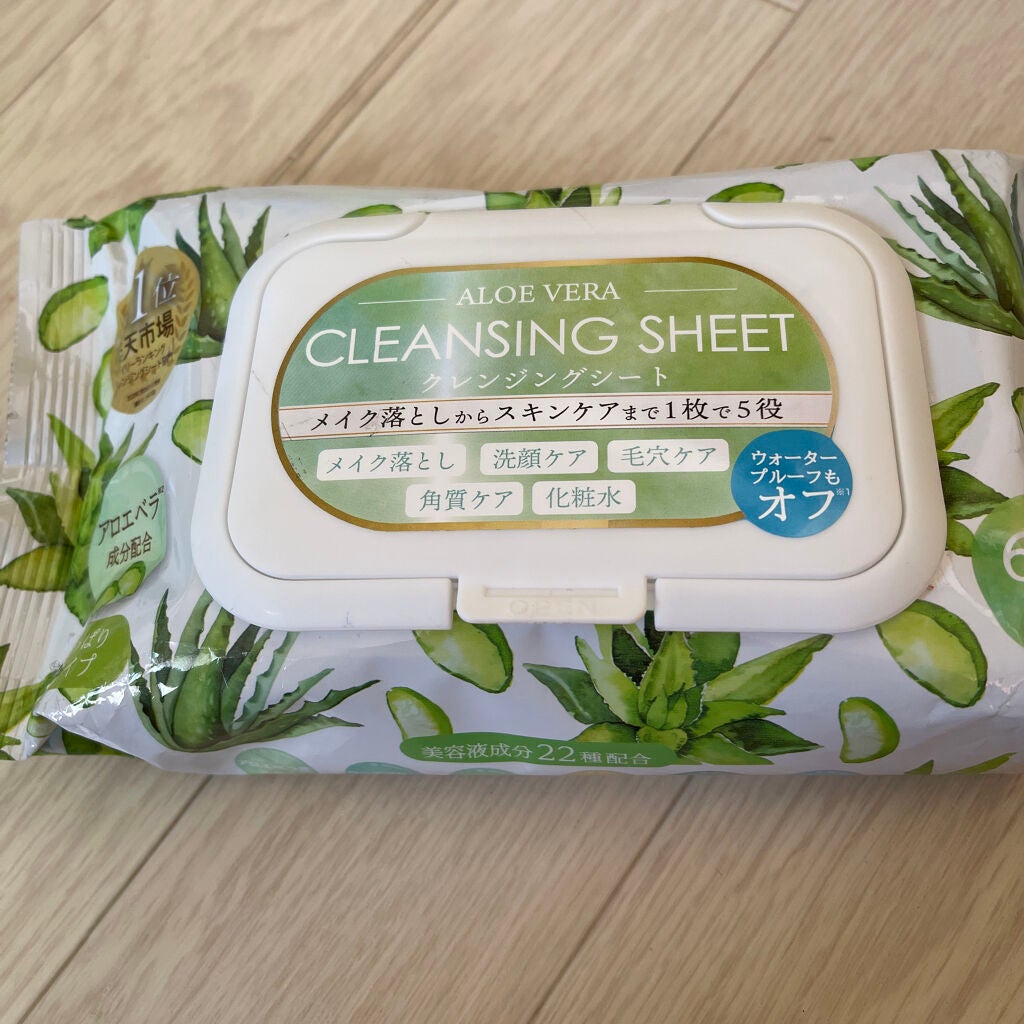 ALOE VERA
CLEANSING SHEET
クレンジングシート
メイク落としからスキンケアまで1枚で5役
メイク落とし
洗顔ケア
毛穴ケア
角質ケア
化粧水
ウォーター
プルーフも
オフ※1
OPEN
1位
天市場
アロエベラ※2
成分配合
美容液成分22種配合
6